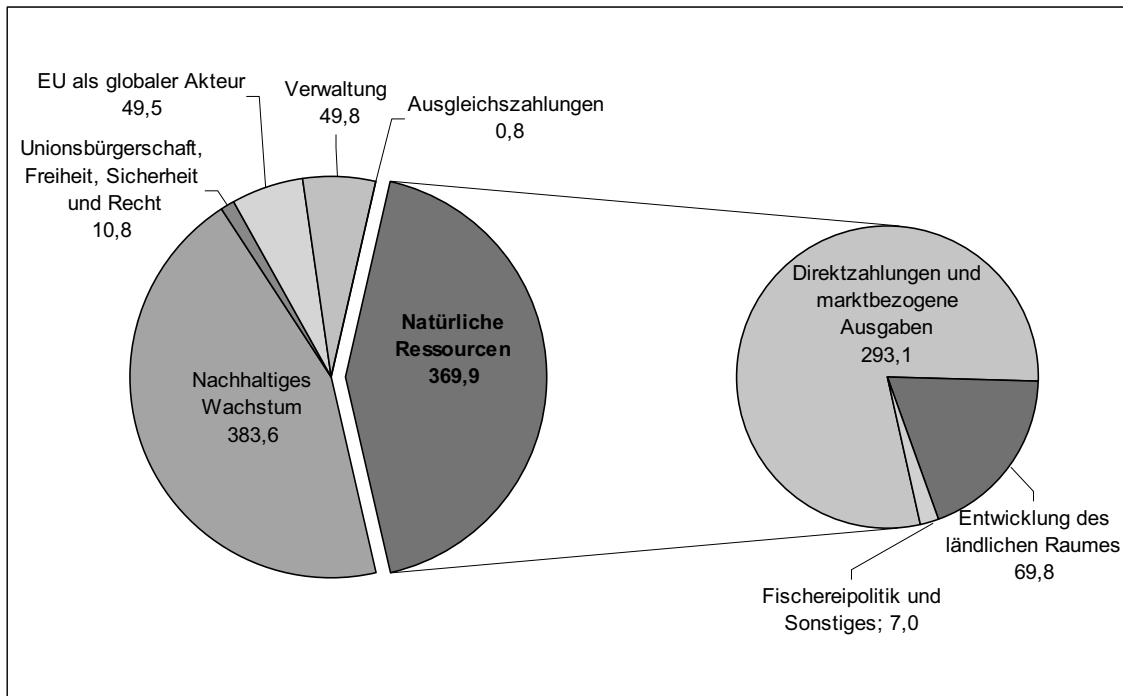 EU als globaler Akteur
49,5
Verwaltung
49,8
Ausgleichszahlungen
0,8
Unionsbürgerschaft,
Freiheit, Sicherheit
und Recht
10,8
Natürliche
Ressourcen
369,9
Nachhaltiges
Wachstum
383,6
Direktzahlungen und
marktbezogene
Ausgaben
293,1
Entwicklung des
ländlichen Raumes
69,8
Fischereipolitik und
Sonstiges; 7,0